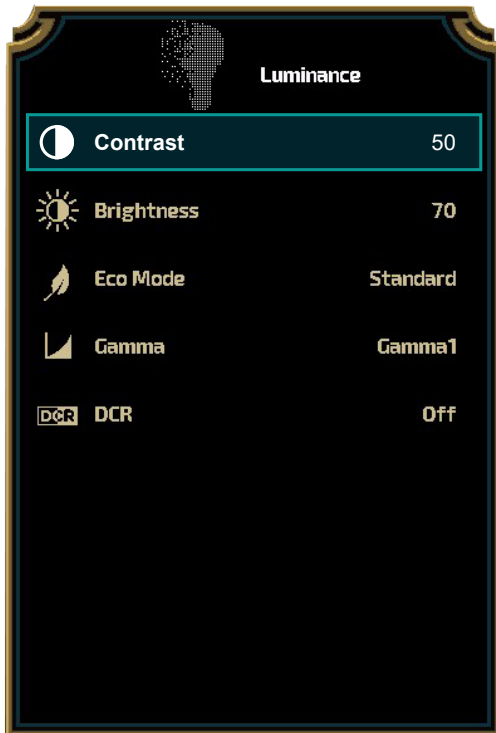 Luminance
Contrast 50
Brightness 70
Eco Mode Standard
Gamma Gamma1
DCR DCR Off